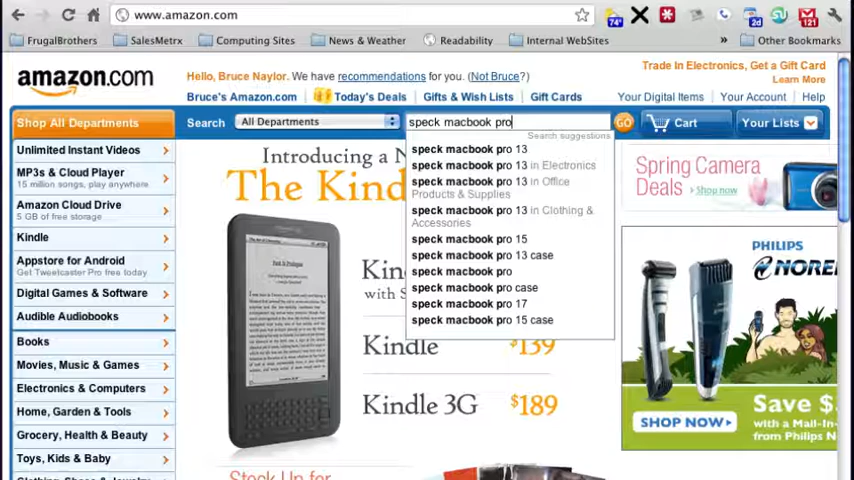 www.amazon.com
74°
2d
121
FrugalBrothers
SalesMetrx
Computing Sites
News & Weather
Readability
Internal WebSites
»
Other Bookmarks
amazon.com
Hello, Bruce Naylor. We have recommendations for you. (Not Bruce?)
Trade In Electronics, Get a Gift Card
Learn More
Bruce's Amazon.com
Today's Deals
Gifts & Wish Lists
Gift Cards
Your Digital Items
Your Account
Help
Shop All Departments
Search
All Departments
speck macbook pro
GO
Cart
Your Lists
Search suggestions
speck macbook pro 13
speck macbook pro 13 in Electronics
speck macbook pro 13 in Office
Products & Supplies
speck macbook pro 13 in Clothing &
Accessories
speck macbook pro 15
speck macbook pro 13 case
speck macbook pro
speck macbook pro case
speck macbook pro 17
speck macbook pro 15 case
Unlimited Instant Videos
MP3s & Cloud Player
15 million songs, play anywhere
Amazon Cloud Drive
5 GB of free storage
Kindle
Appstore for Android
Get Tweetcaster Pro free today
Digital Games & Software
Audible Audiobooks
Books
Movies, Music & Games
Electronics & Computers
Home, Garden & Tools
Grocery, Health & Beauty
Toys, Kids & Baby
Introducing a N
The Kind
Kin
with S
Kindle $139
Kindle 3G $189
Stock Up for
Spring Camera
Deals
Shop now
PHILIPS
NOREL
SHOP NOW
Save $
with a Mail-In-
from Philips N